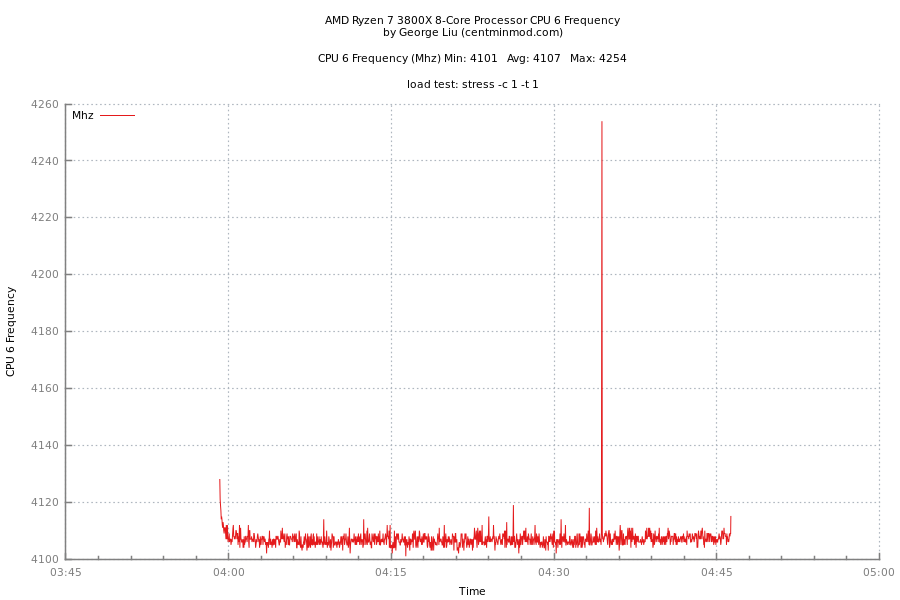 AMD Ryzen 7 3800X 8-Core Processor CPU 6 Frequency
by George Liu (centminmod.com)
CPU 6 Frequency (Mhz) Min: 4101 Avg: 4107 Max: 4254
load test: stress -c 1 -t 1
Mhz
4260
4240
4220
4200
4180
4160
4140
4120
4100
CPU 6 Frequency
03:45
04:00
04:15
04:30
04:45
05:00
Time